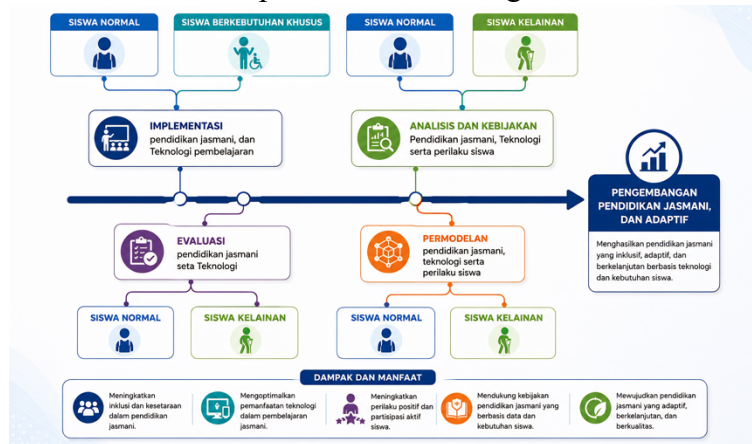 SISWA NORMAL
SISWA BERKEBUTUHAN KHUSUS
SISWA NORMAL
SISWA KELAINAN
IMPLEMENTASI
pendidikan jasmani, dan
Teknologi pembelajaran
ANALISIS DAN KEBIJAKAN
Pendidikan jasmani, Teknologi
serta perilaku siswa
PENGEMBANGAN
PENDIDIKAN JASMANI,
DAN ADAPTIF
Menghasilkan pendidikan jasmani
yang inklusif, adaptif, dan
berkelanjutan berbasis teknologi
dan kebutuhan siswa.
EVALUASI
pendidikan jasmani
seta Teknologi
PERMODELAN
pendidikan jasmani,
teknologi serta
perilaku siswa
SISWA NORMAL
SISWA KELAINAN
SISWA NORMAL
SISWA KELAINAN
DAMPAK DAN MANFAAT
Meningkatkan
inklusi dan kesetaraan
dalam pendidikan
jasmani.
Mengoptimalkan
pemanfaatan teknologi
dalam pembelajaran
jasmani.
Meningkatkan
perilaku positif dan
partisipasi aktif
siswa.
Mendukung kebijakan
pendidikan jasmani yang
berbasis data dan
kebutuhan siswa.
Mewujudkan pendidikan
jasmani yang adaptif,
berkelanjutan, dan
berkualitas.